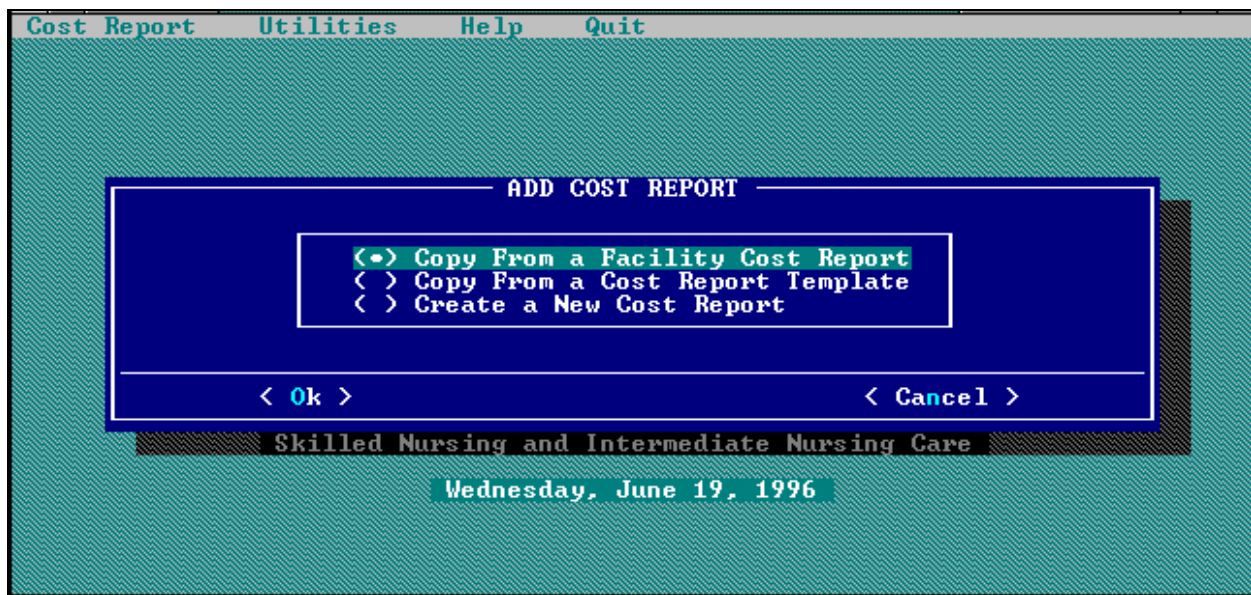 Cost Report Utilities Help Quit
ADD COST REPORT
(•) Copy From a Facility Cost Report
( ) Copy From a Cost Report Template
( ) Create a New Cost Report
< Ok > < Cancel >
Skilled Nursing and Intermediate Nursing Care
Wednesday, June 19, 1996